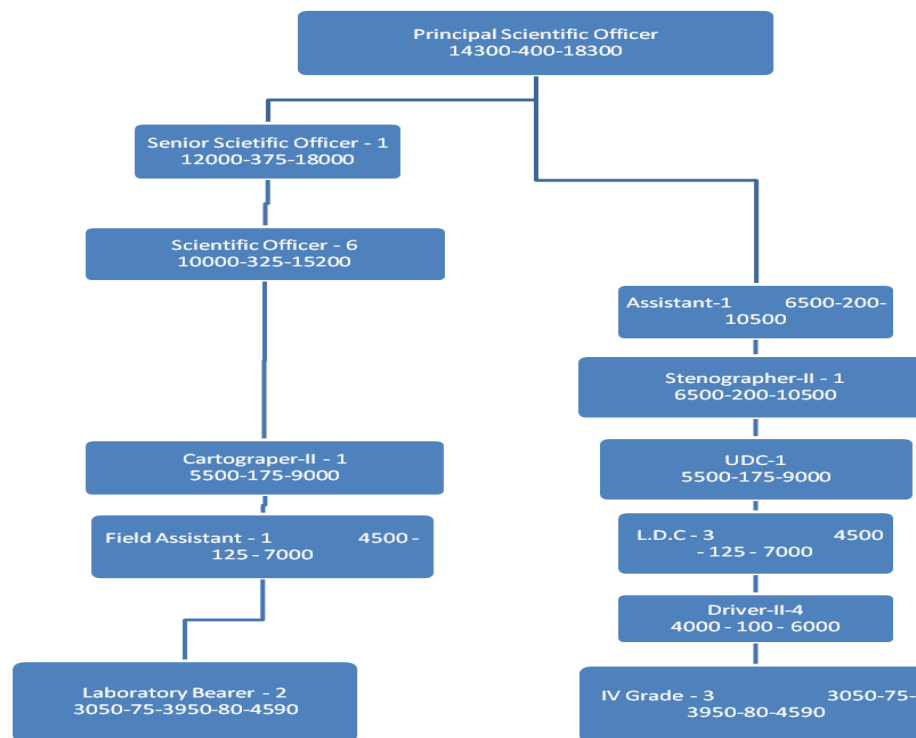 Principal Scientific Officer
14300-400-18300
Senior Scietific Officer - 1
12000-375-18000
Scientific Officer - 6
10000-325-15200
Cartograper-II - 1
5500-175-9000
Field Assistant - 1 4500 -
125 - 7000
Laboratory Bearer - 2
3050-75-3950-80-4590
Assistant-1 6500-200-
10500
Stenographer-II - 1
6500-200-10500
UDC-1
5500-175-9000
L.D.C - 3 4500
- 125 - 7000
Driver-II-4
4000 - 100 - 6000
IV Grade - 3 3050-75-
3950-80-4590